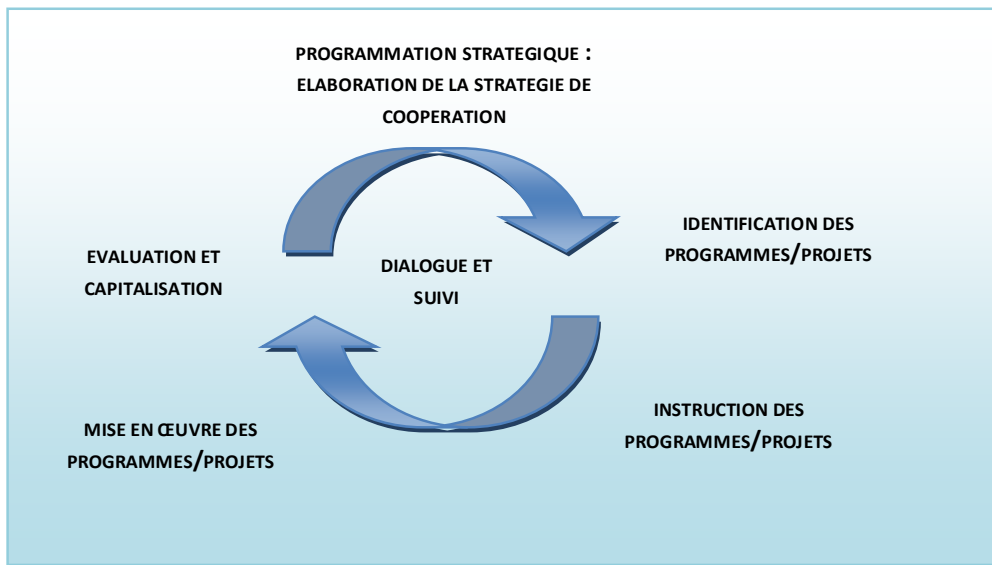 PROGRAMMATION STRATEGIQUE :
ELABORATION DE LA STRATEGIE DE
COOPERATION
IDENTIFICATION DES
PROGRAMMES/PROJETS
INSTRUCTION DES
PROGRAMMES/PROJETS
MISE EN ŒUVRE DES
PROGRAMMES/PROJETS
EVALUATION ET
CAPITALISATION
DIALOGUE ET
SUIVI